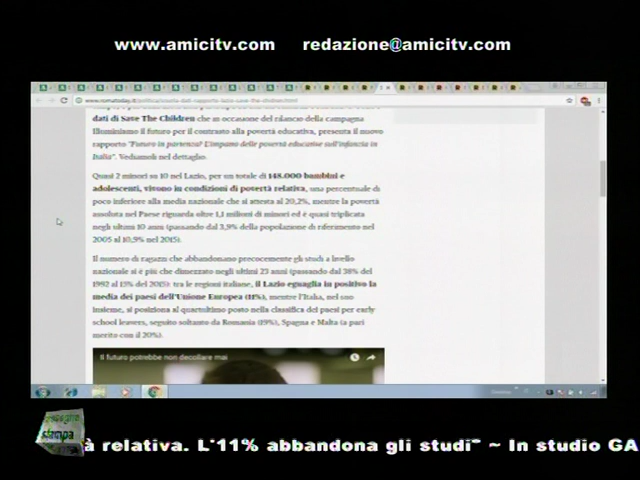 www.amicitv.com redazione@amicitv.com
dati di Save The Children che in occasione del rilancio della campagna
Illuminiamo il futuro per il contrasto alla povertà educativa, presenta il nuovo
rapporto "Futuro in partenza? L'impatto delle povertà educative sull'infanzia in
Italia". Vediamoli nel dettaglio.
Quasi 2 minori su 10 nel Lazio, per un totale di 148.000 bambini e
adolescenti, vivono in condizioni di povertà relativa, una percentuale di
poco inferiore alla media nazionale che si attesta al 20,2%, mentre la povertà
assoluta nel Paese riguarda oltre 1,1 milioni di minori ed è quasi triplicata
negli ultimi 10 anni (passando dal 3,9% della popolazione di riferimento nel
2005 al 10,9% nel 2015).
Il numero di ragazzi che abbandonano precocemente gli studi a livello
nazionale si è più che dimezzato negli ultimi 23 anni (passando dal 38% del
1992 al 15% del 2015): tra le regioni italiane, il Lazio eguaglia in positivo la
media dei paesi dell'Unione Europea (11%), mentre l'Italia, nel suo
insieme, si posiziona al quartultimo posto nella classifica dei paesi per early
school leavers, seguito soltanto da Romania (19%), Spagna e Malta (a pari
merito con il 20%).
Il futuro potrebbe non decollare mai
stampa
à relativa. L'11% abbandona gli studi" ~ In studio GA